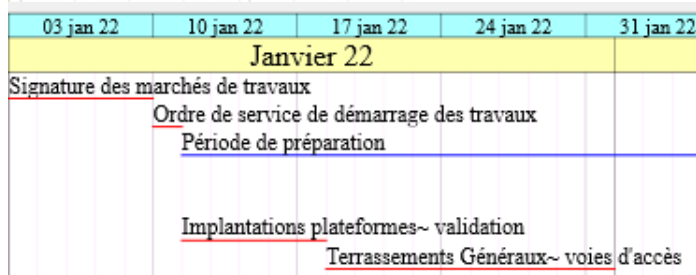 03 jan 22 10 jan 22 17 jan 22 24 jan 22 31 jan 22
Janvier 22
Signature des marchés de travaux
Ordre de service de démarrage des travaux
Période de préparation
Implantations plateformes~ validation
Terrassements Généraux~ voies d'accès